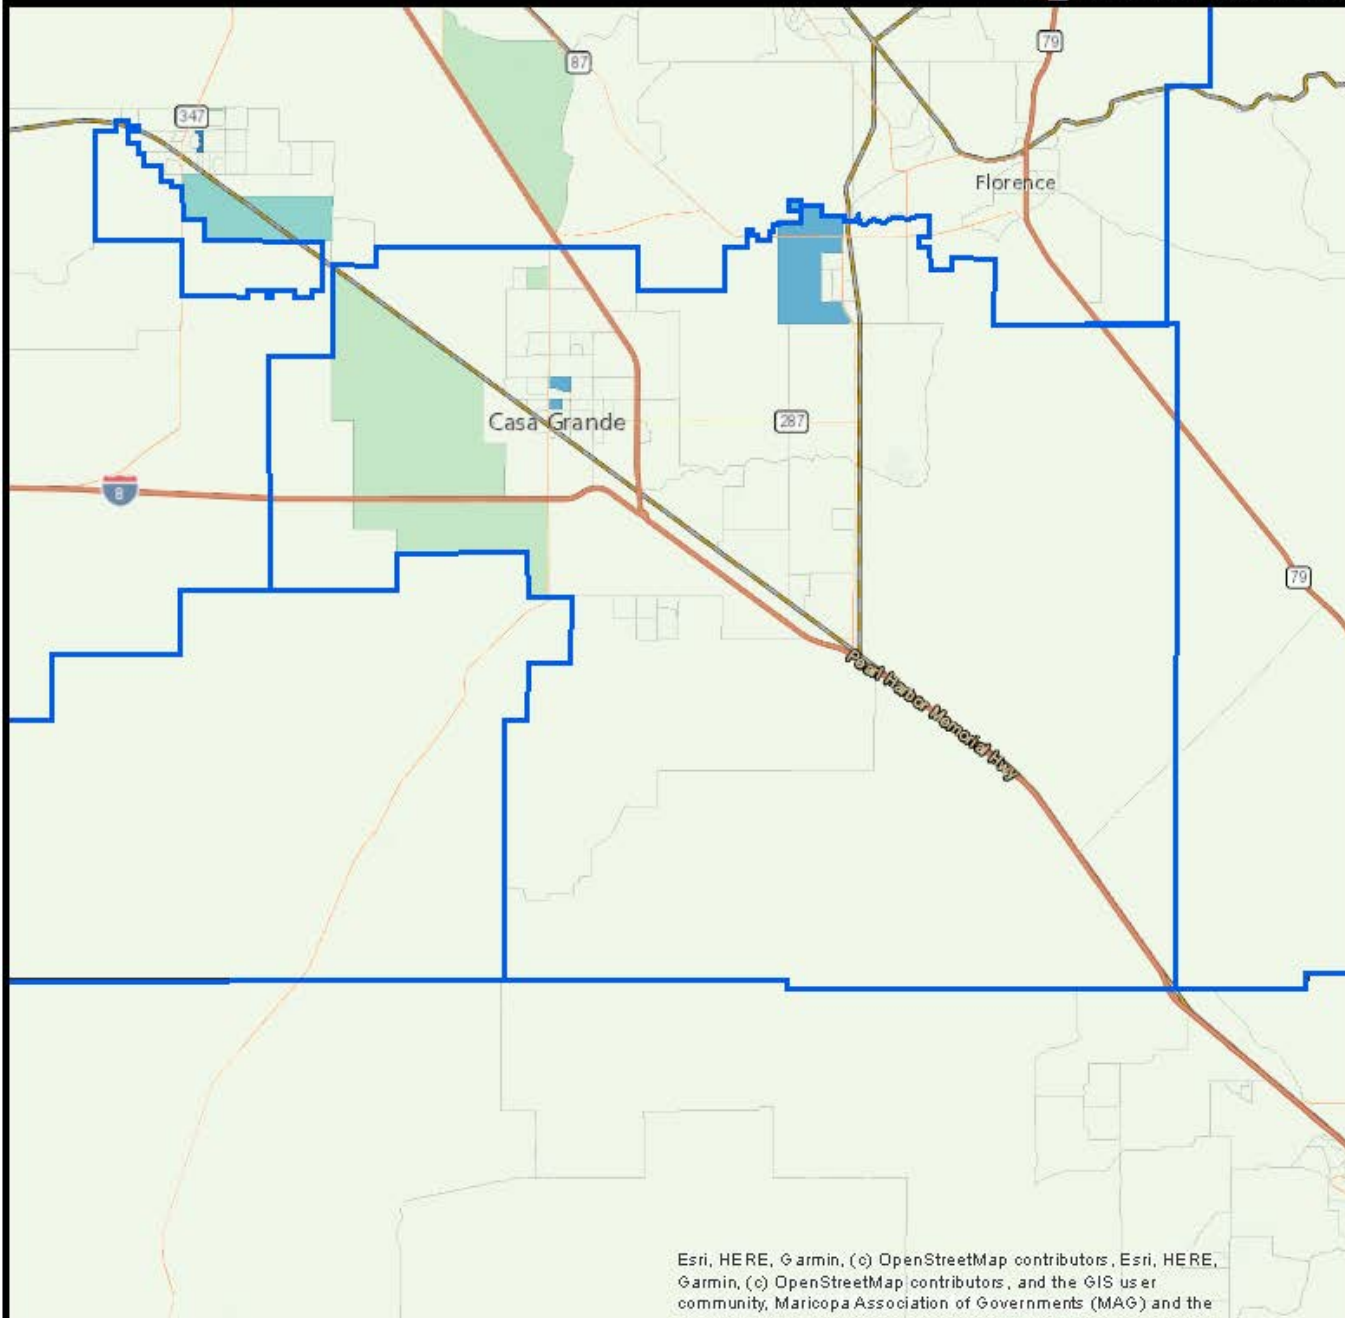 79
87
347
Florence
287
Casa Grande
8
79
Pearl Harbor Memorial Hwy
Esri, HERE, Garmin, (c) OpenStreetMap contributors, Esri, HERE,
Garmin, (c) OpenStreetMap contributors, and the GIS user
community, Maricopa Association of Governments (MAG) and the